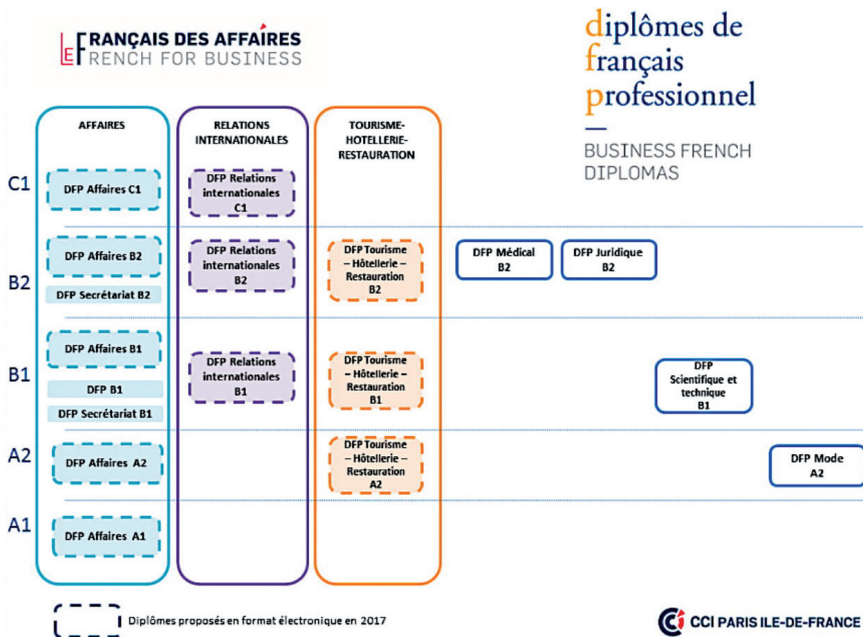 LE FRANÇAIS DES AFFAIRES
FRENCH FOR BUSINESS
diplômes de
français
professionnel
BUSINESS FRENCH
DIPLOMAS
AFFAIRES
RELATIONS
INTERNATIONALES
TOURISME-
HOTELLERIE-
RESTAURATION
C1
DFP Affaires C1
DFP Relations
internationales
C1
B2
DFP Affaires B2
DFP Secrétariat B2
DFP Relations
internationales
B2
DFP Tourisme
– Hôtellerie –
Restauration
B2
DFP Médical
B2
DFP Juridique
B2
B1
DFP Affaires B1
DFP B1
DFP Secrétariat B1
DFP Relations
internationales
B1
DFP Tourisme
– Hôtellerie –
Restauration
B1
DFP
Scientifique et
technique
B1
A2
DFP Affaires A2
DFP Tourisme
– Hôtellerie –
Restauration
A2
DFP Mode
A2
A1
DFP Affaires A1
Diplômes proposés en format électronique en 2017
CCI PARIS ILE-DE-FRANCE